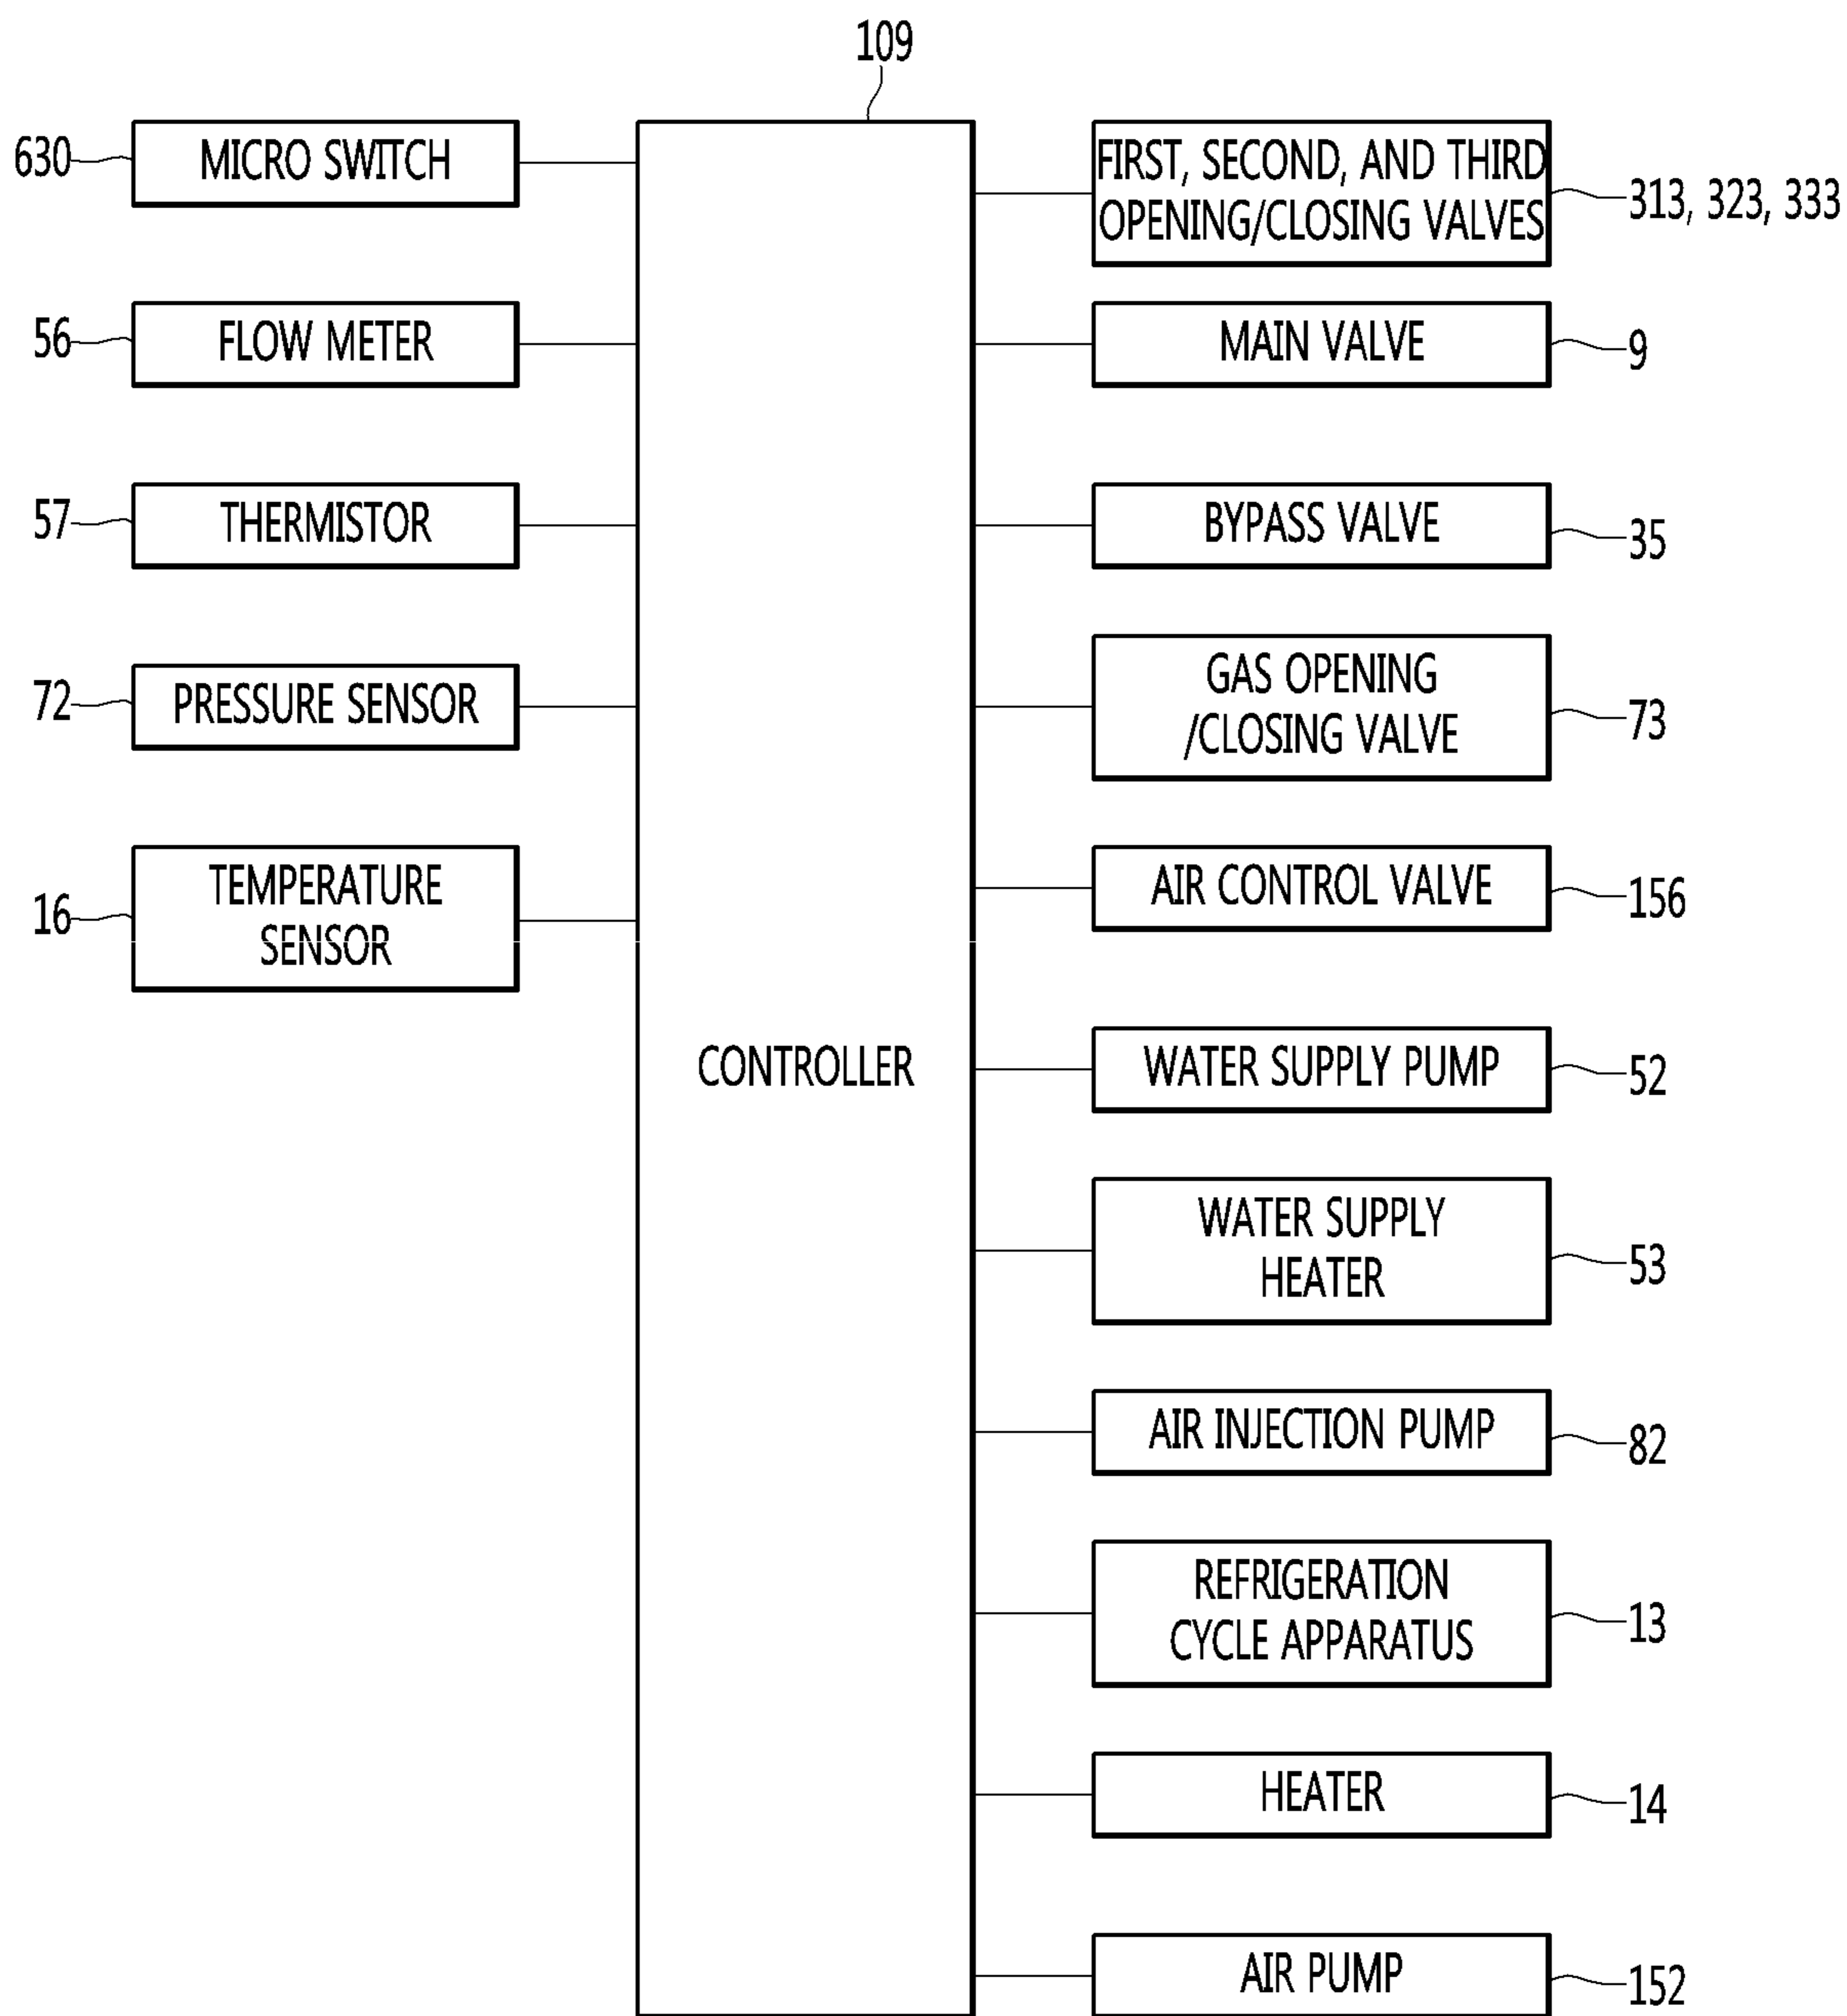 109
630
MICRO SWITCH
56
FLOW METER
57
THERMISTOR
72
PRESSURE SENSOR
16
TEMPERATURE
SENSOR
CONTROLLER
FIRST, SECOND, AND THIRD
OPENING/CLOSING VALVES
313, 323, 333
MAIN VALVE
9
BYPASS VALVE
35
GAS OPENING
/CLOSING VALVE
73
AIR CONTROL VALVE
156
WATER SUPPLY PUMP
52
WATER SUPPLY
HEATER
53
AIR INJECTION PUMP
82
REFRIGERATION
CYCLE APPARATUS
13
HEATER
14
AIR PUMP
152